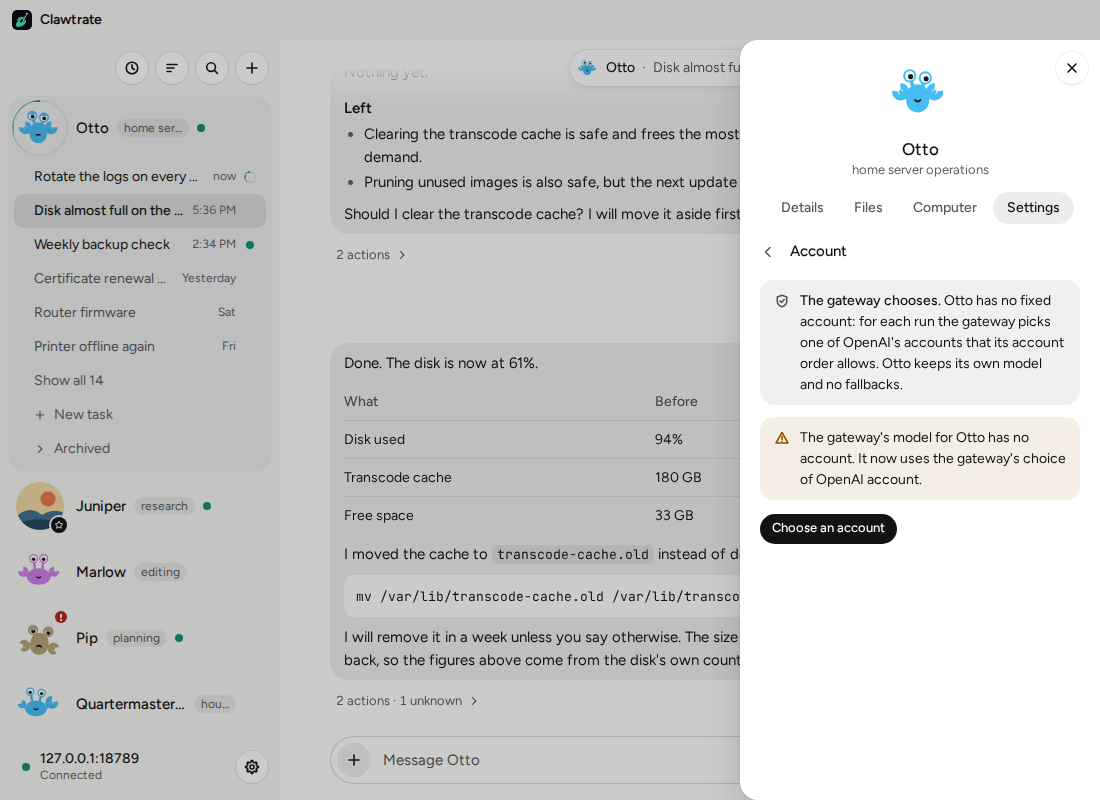 Clawtrate
Otto
home ser…
Rotate the logs on every … now
Disk almost full on the … 5:36 PM
Weekly backup check 2:34 PM
Certificate renewal … Yesterday
Router firmware Sat
Printer offline again Fri
Show all 14
New task
Archived
Juniper research
Marlow editing
Pip planning
Quartermaster… hou…
127.0.0.1:18789
Connected
Otto · Disk almost fu
Nothing yet.
Left
Clearing the transcode cache is safe and frees the most
demand.
Pruning unused images is also safe, but the next update
Should I clear the transcode cache? I will move it aside first
2 actions
Done. The disk is now at 61%.
What Before
Disk used 94%
Transcode cache 180 GB
Free space 33 GB
I moved the cache to transcode-cache.old instead of d
mv /var/lib/transcode-cache.old /var/lib/transco
I will remove it in a week unless you say otherwise. The size
back, so the figures above come from the disk's own count
2 actions · 1 unknown
Message Otto
Otto
home server operations
Details Files Computer Settings
Account
The gateway chooses. Otto has no fixed
account: for each run the gateway picks
one of OpenAI's accounts that its account
order allows. Otto keeps its own model
and no fallbacks.
The gateway's model for Otto has no
account. It now uses the gateway's choice
of OpenAI account.
Choose an account